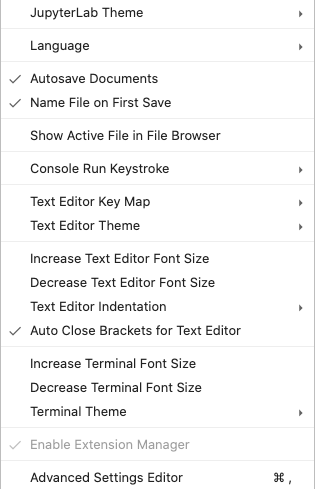 JupyterLab Theme
Language
Autosave Documents
Name File on First Save
Show Active File in File Browser
Console Run Keystroke
Text Editor Key Map
Text Editor Theme
Increase Text Editor Font Size
Decrease Text Editor Font Size
Text Editor Indentation
Auto Close Brackets for Text Editor
Increase Terminal Font Size
Decrease Terminal Font Size
Terminal Theme
Enable Extension Manager
Advanced Settings Editor ⌘ ,